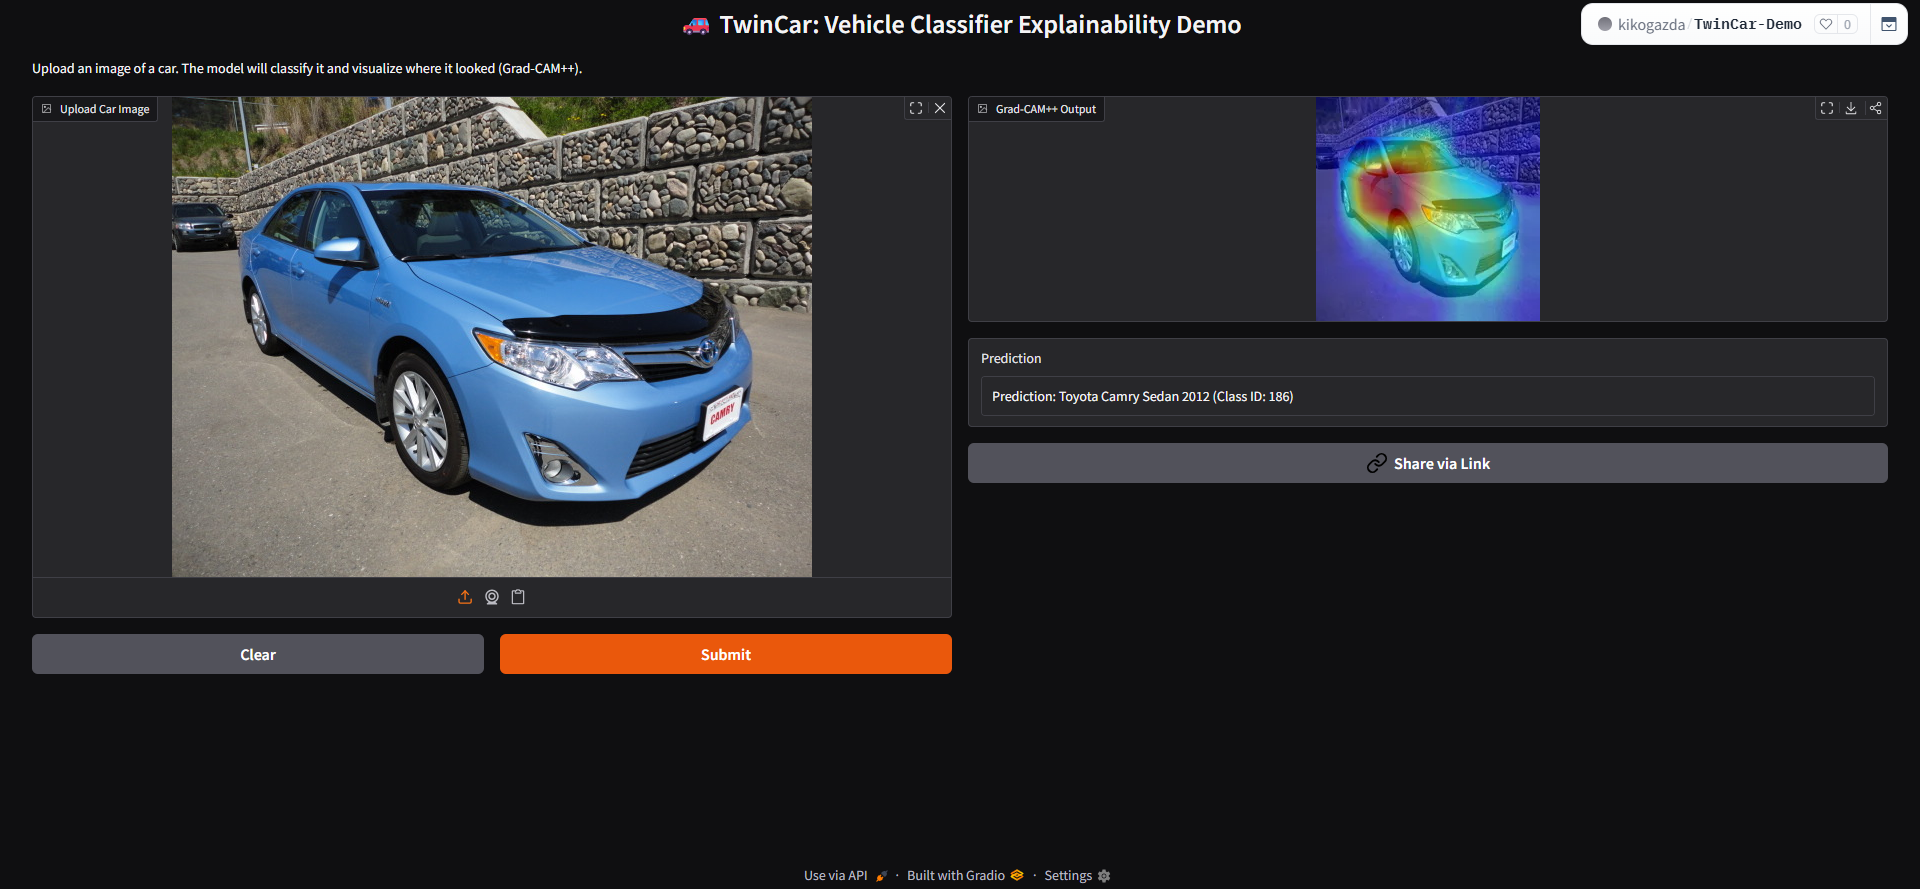 TwinCar: Vehicle Classifier Explainability Demo
kikogazda/TwinCar-Demo
0
Upload an image of a car. The model will classify it and visualize where it looked (Grad-CAM++).
Upload Car Image
CAMRY
Grad-CAM++ Output
Prediction
Prediction: Toyota Camry Sedan 2012 (Class ID: 186)
Share via Link
Clear
Submit
Use via API · Built with Gradio · Settings